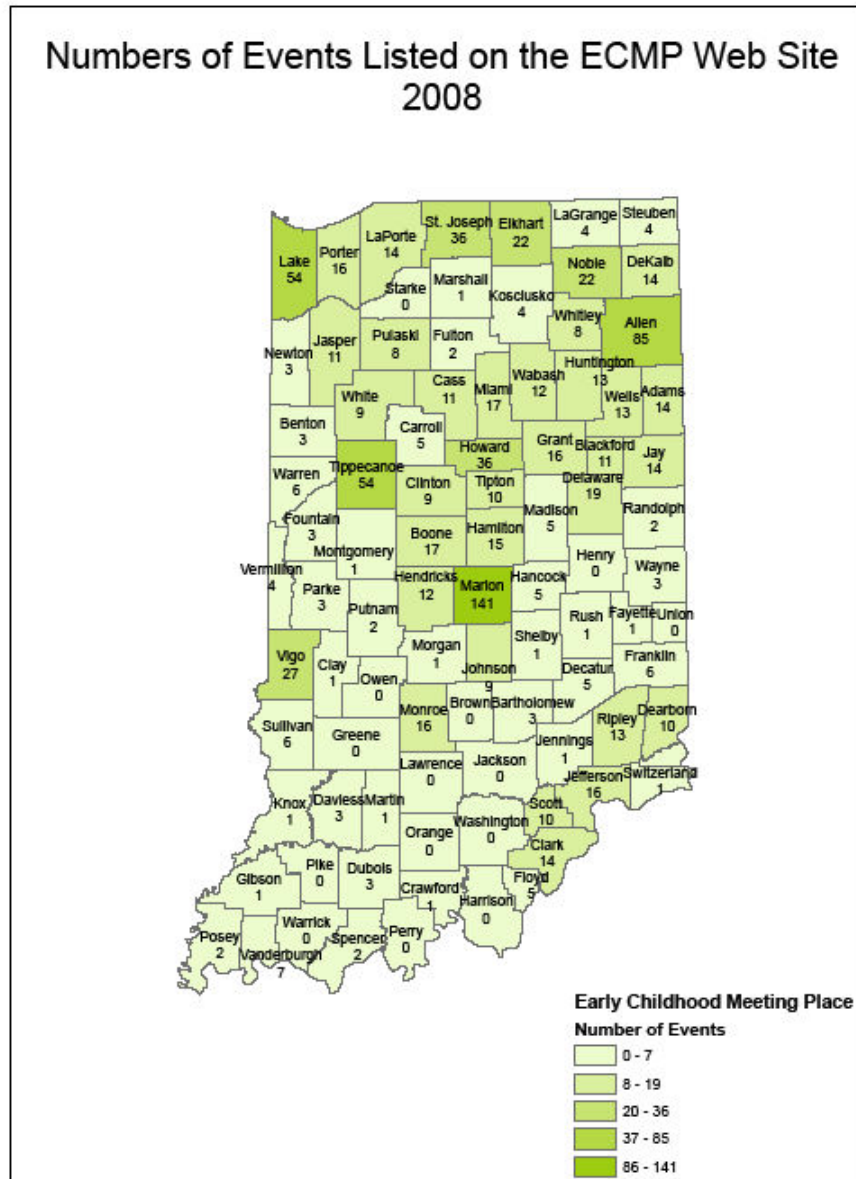 Numbers of Events Listed on the ECMP Web Site
2008
St. Joseph
36
Elkhart
22
LaGrange
4
Steuben
4
LaPorte
14
Porter
16
Lake
54
Noble
22
DeKalb
14
Marshall
1
Starke
0
Kosciusko
4
Whitley
8
Allen
85
Newton
3
Jasper
11
Pulaski
8
Fulton
2
Huntington
13
Wabash
12
Miami
17
Cass
11
White
9
Wells
13
Adams
14
Benton
3
Carroll
5
Howard
36
Grant
16
Blackford
11
Jay
14
Tippecanoe
54
Warren
6
Clinton
9
Tipton
10
Delaware
19
Madison
5
Randolph
2
Fountain
3
Boone
17
Hamilton
15
Montgomery
1
Henry
0
Wayne
3
Vermillion
4
Hendricks
12
Marion
141
Hancock
5
Parke
3
Putnam
2
Rush
1
Fayette
1
Union
0
Morgan
1
Shelby
1
Johnson
9
Decatur
5
Franklin
6
Vigo
27
Clay
1
Owen
0
Monroe
16
Brown
0
Bartholomew
3
Ripley
13
Dearborn
10
Sullivan
6
Greene
0
Jennings
1
Lawrence
0
Jackson
0
Jefferson
16
Switzerland
1
Knox
1
Daviess
3
Martin
1
Scott
10
Washington
0
Orange
0
Clark
14
Pike
0
Dubois
3
Gibson
1
Crawford
1
Floyd
5
Harrison
0
Warrick
0
Perry
0
Posey
2
Spencer
2
Vanderburgh
7
Early Childhood Meeting Place
Number of Events
0 - 7
8 - 19
20 - 36
37 - 85
86 - 141